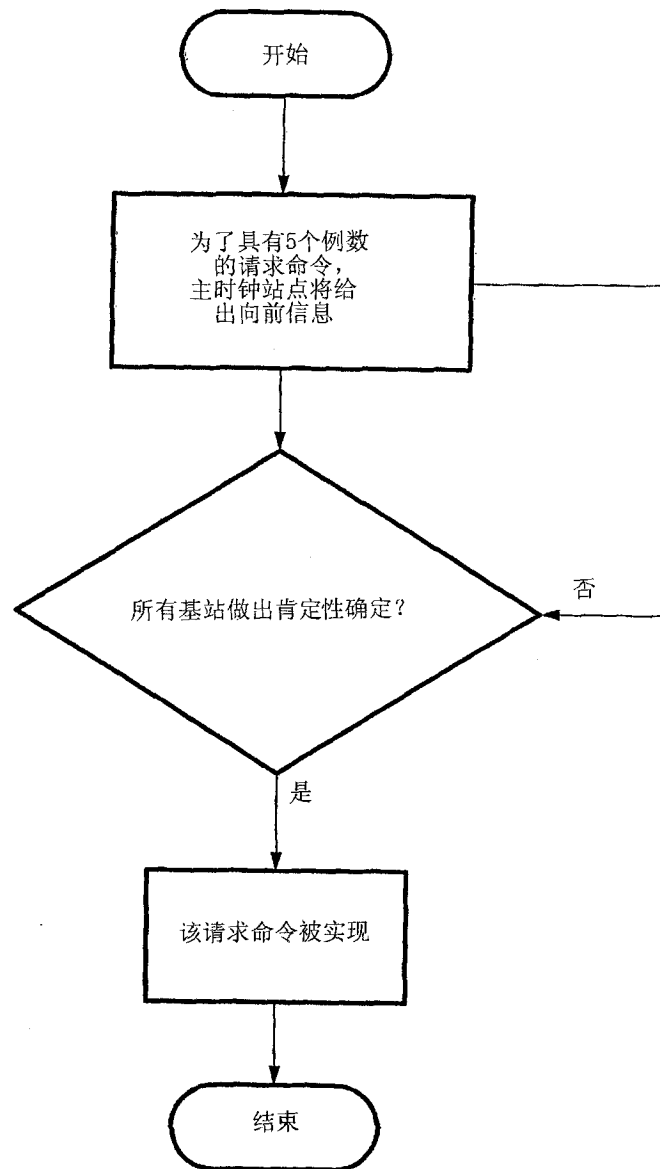 开始
为了具有5个例数
的请求命令，
主时钟站点将给
出向前信息
否
所有基站做出肯定性确定？
是
该请求命令被实现
结束